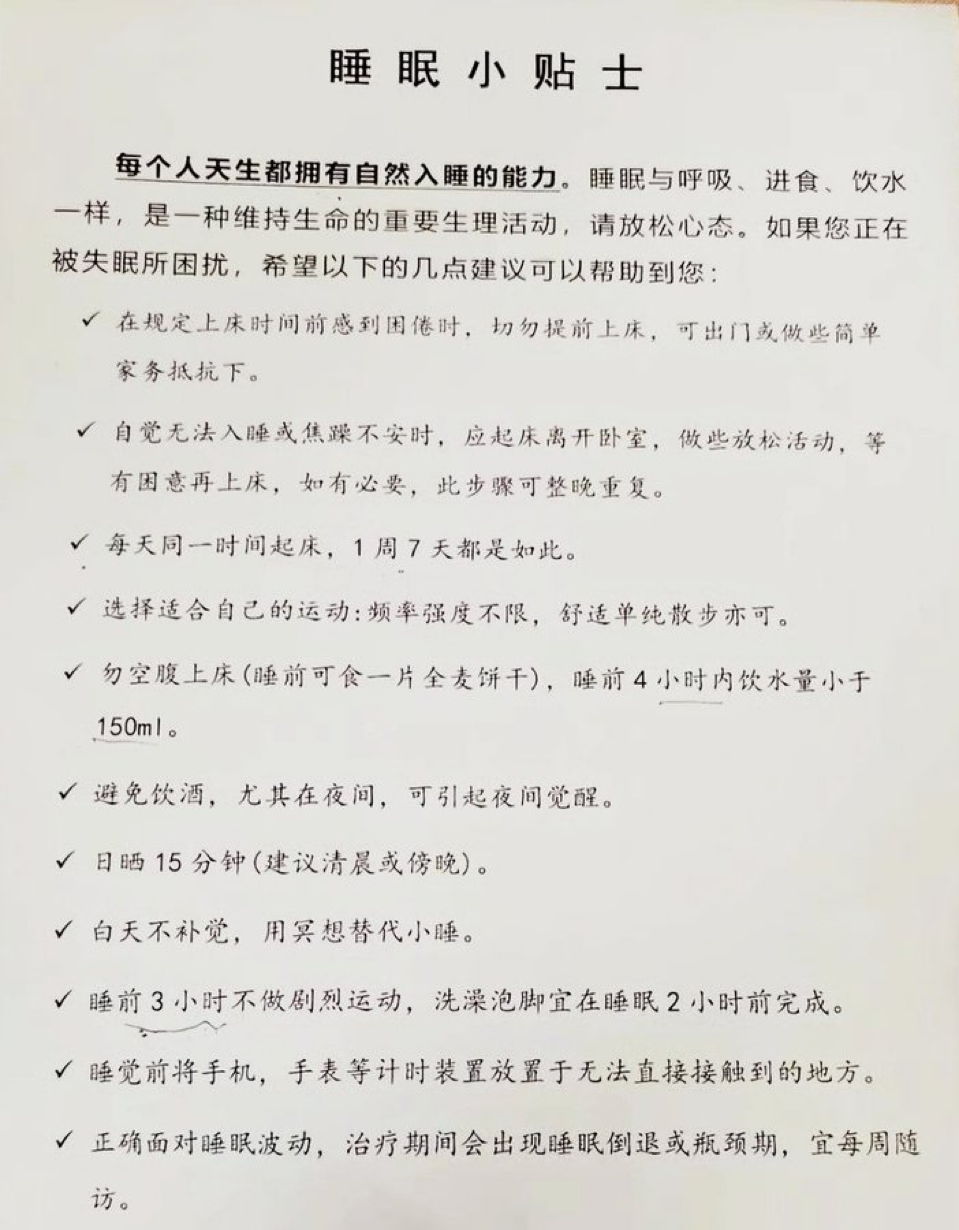 睡眠小贴士
每个人天生都拥有自然入睡的能力。睡眠与呼吸、进食、饮水
一样，是一种维持生命的重要生理活动，请放松心态。如果您正在
被失眠所困扰，希望以下的几点建议可以帮助到您：
✓ 在规定上床时间前感到困倦时，切勿提前上床，可出门或做些简单
家务抵抗下。
✓ 自觉无法入睡或焦躁不安时，应起床离开卧室，做些放松活动，等
有困意再上床，如有必要，此步骤可整晚重复。
✓ 每天同一时间起床，1 周 7 天都是如此。
✓ 选择适合自己的运动:频率强度不限，舒适单纯散步亦可。
✓ 勿空腹上床(睡前可食一片全麦饼干)，睡前 4 小时内饮水量小于
150ml。
✓ 避免饮酒，尤其在夜间，可引起夜间觉醒。
✓ 日晒 15 分钟(建议清晨或傍晚)。
✓ 白天不补觉，用冥想替代小睡。
✓ 睡前 3 小时不做剧烈运动，洗澡泡脚宜在睡眠 2 小时前完成。
✓ 睡觉前将手机，手表等计时装置放置于无法直接接触到的地方。
✓ 正确面对睡眠波动，治疗期间会出现睡眠倒退或瓶颈期，宜每周随
访。